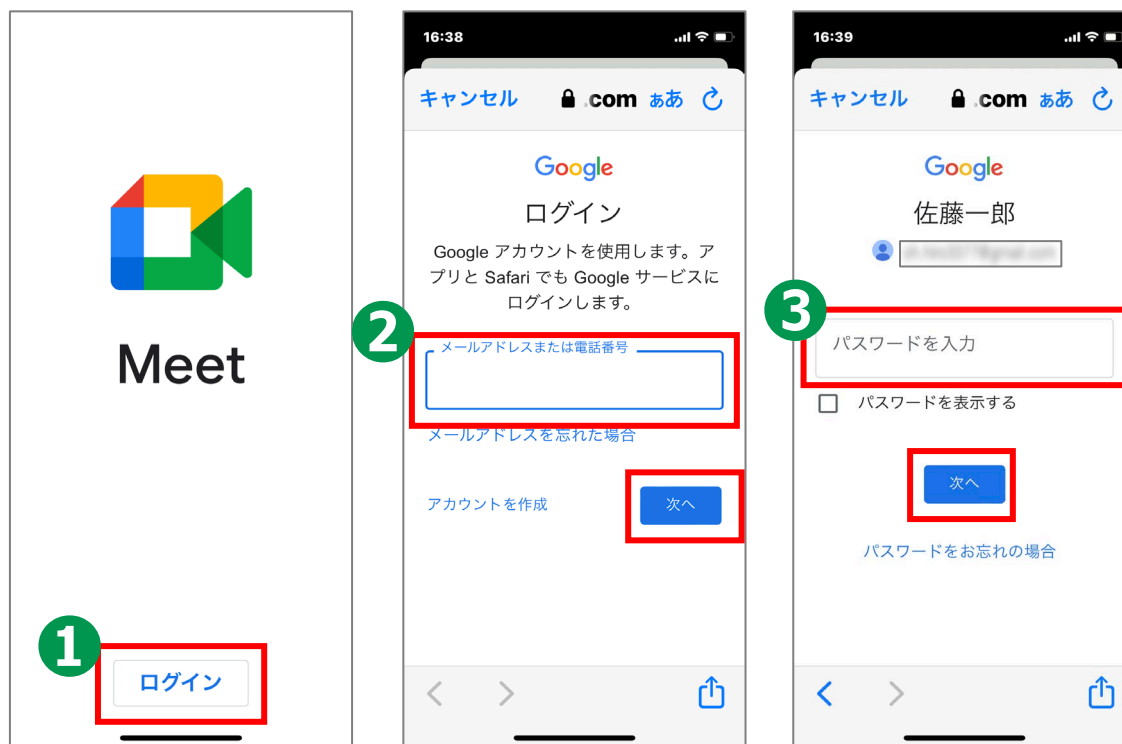 Meet
1
ログイン
16:38
キャンセル
.com
ぁあ
Google
ログイン
Google アカウントを使用します。ア
プリと Safari でも Google サービスに
ログインします。
2
メールアドレスまたは電話番号
メールアドレスを忘れた場合
アカウントを作成
次へ
16:39
キャンセル
.com
ぁあ
Google
佐藤一郎
3
パスワードを入力
パスワードを表示する
次へ
パスワードをお忘れの場合